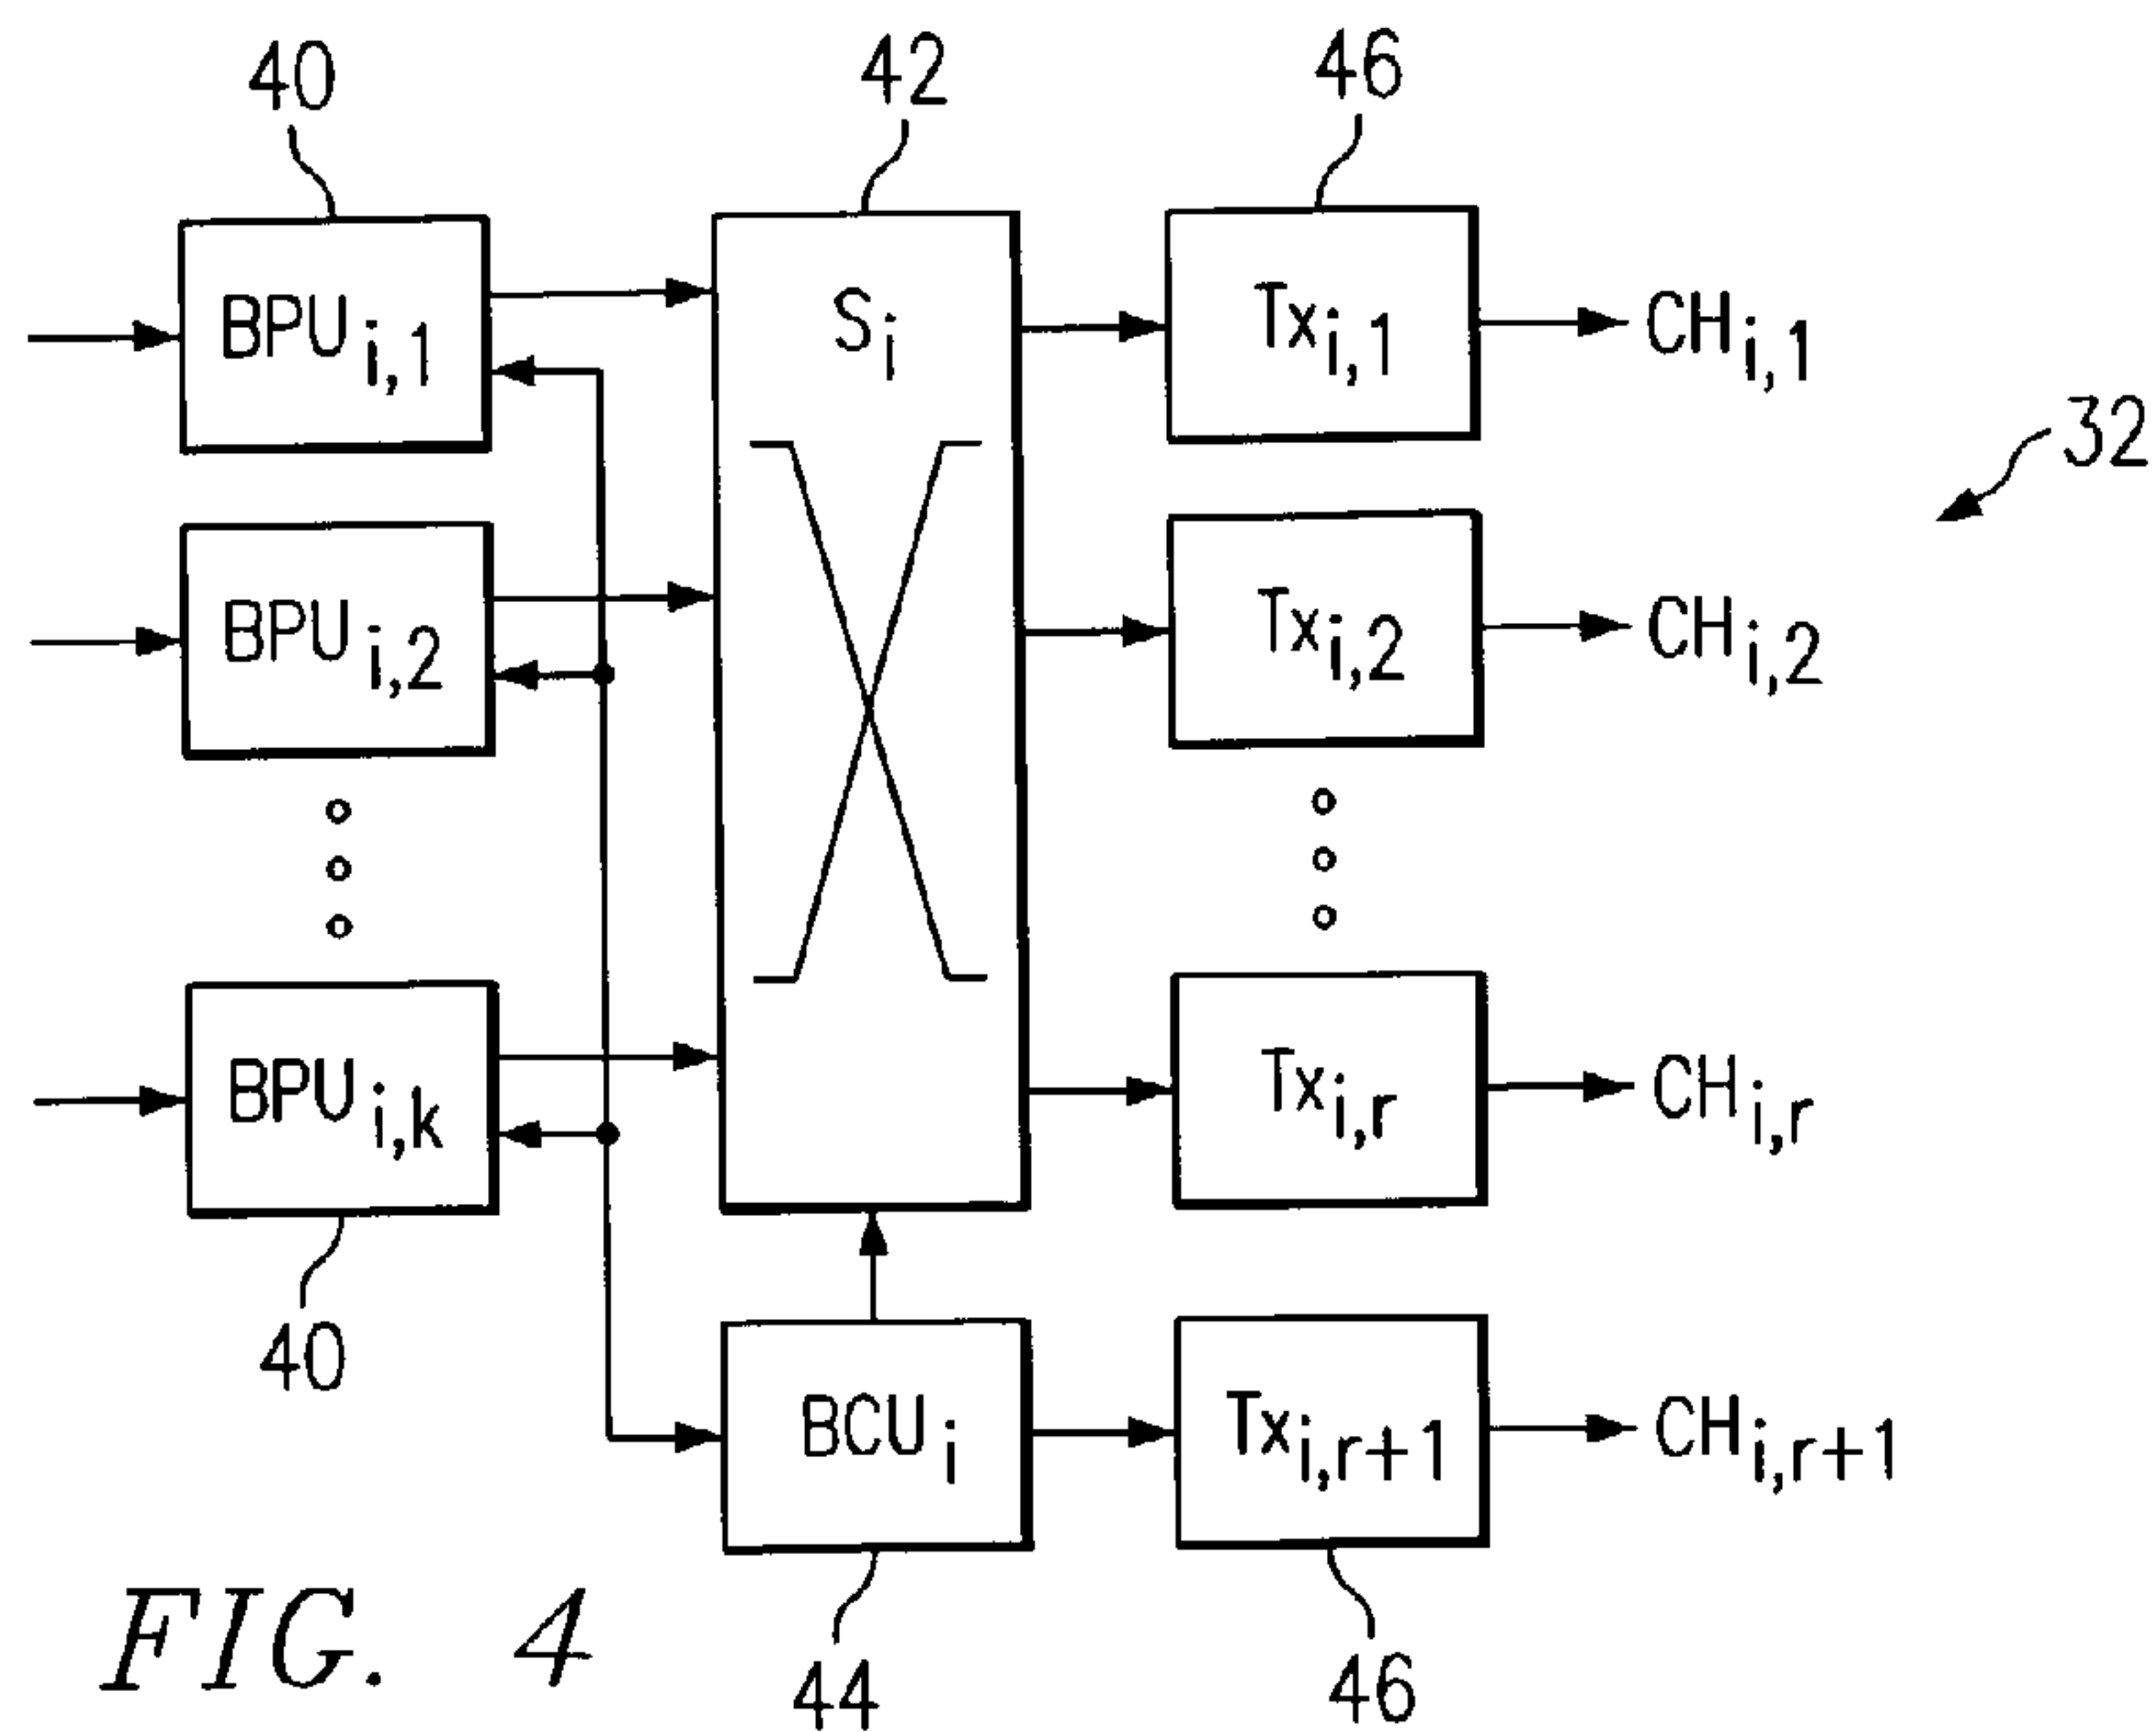 40
42
46
BPU i,1
S i
Tx i,1
CH i,1
32
BPU i,2
Tx i,2
CH i,2
BPU i,k
Tx i,r
CH i,r
40
BCU i
Tx i,r+1
CH i,r+1
44
46
FIG. 4